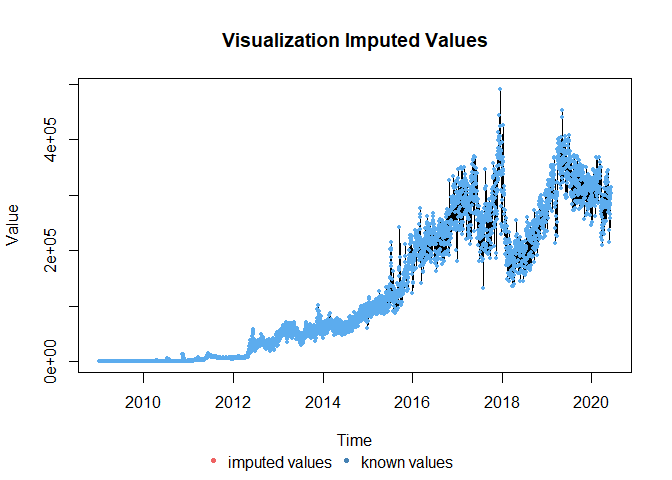 Visualization Imputed Values
Value
4e+05
2e+05
0e+00
2010 2012 2014 2016 2018 2020
Time
imputed values known values